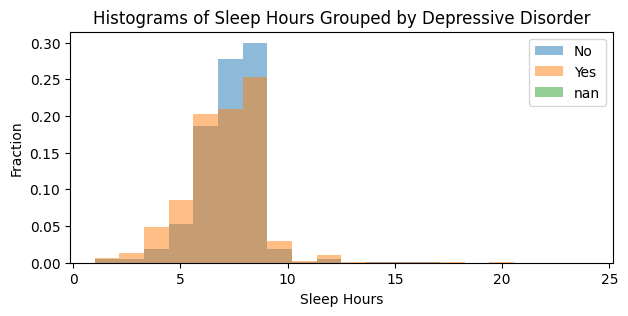 Histograms of Sleep Hours Grouped by Depressive Disorder
No
Yes
nan
Fraction
0.30
0.25
0.20
0.15
0.10
0.05
0.00
0
5
10
15
20
25
Sleep Hours